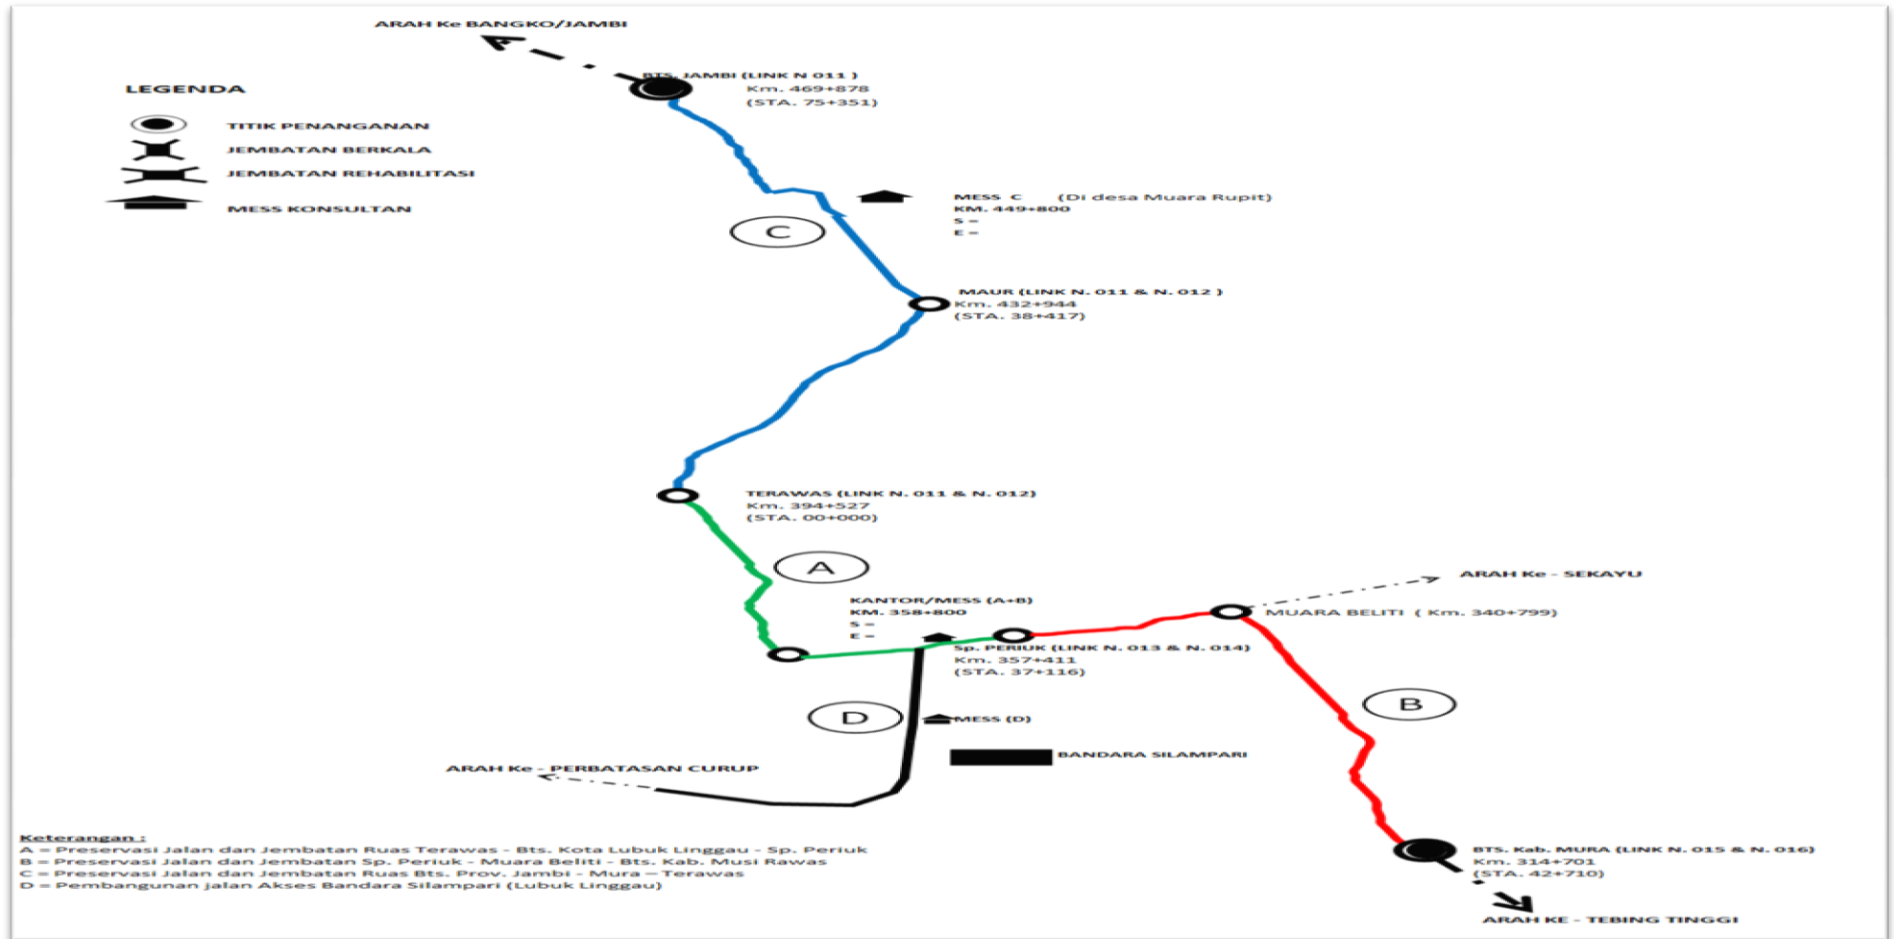 ARAH Ke BANGKO/JAMBI
BTS. JAMBI (LINK N 011 )
Km. 469+878
(STA. 75+351)
LEGENDA
TITIK PENANGANAN
JEMBATAN BERKALA
JEMBATAN REHABILITASI
MESS KONSULTAN
MESS C (Di desa Muara Rupit)
KM. 449+800
S =
E =
C
MAUR (LINK N. 011 & N. 012 )
Km. 432+944
(STA. 38+417)
TERAWAS (LINK N. 011 & N. 012)
Km. 394+527
(STA. 00+000)
A
KANTOR/MESS (A+B)
KM. 358+800
S =
E =
ARAH Ke - SEKAYU
MUARA BELITI ( Km. 340+799)
Sp. PERIUK (LINK N. 013 & N. 014)
Km. 357+411
(STA. 37+116)
B
D
MESS (D)
BANDARA SILAMPARI
ARAH Ke - PERBATASAN CURUP
Keterangan :
A = Preservasi Jalan dan Jembatan Ruas Terawas - Bts. Kota Lubuk Linggau - Sp. Periuk
B = Preservasi Jalan dan Jembatan Sp. Periuk - Muara Beliti - Bts. Kab. Musi Rawas
C = Preservasi Jalan dan Jembatan Ruas Bts. Prov. Jambi - Mura – Terawas
D = Pembangunan jalan Akses Bandara Silampari (Lubuk Linggau)
BTS. Kab. MURA (LINK N. 015 & N. 016)
Km. 314+701
(STA. 42+710)
ARAH KE - TEBING TINGGI